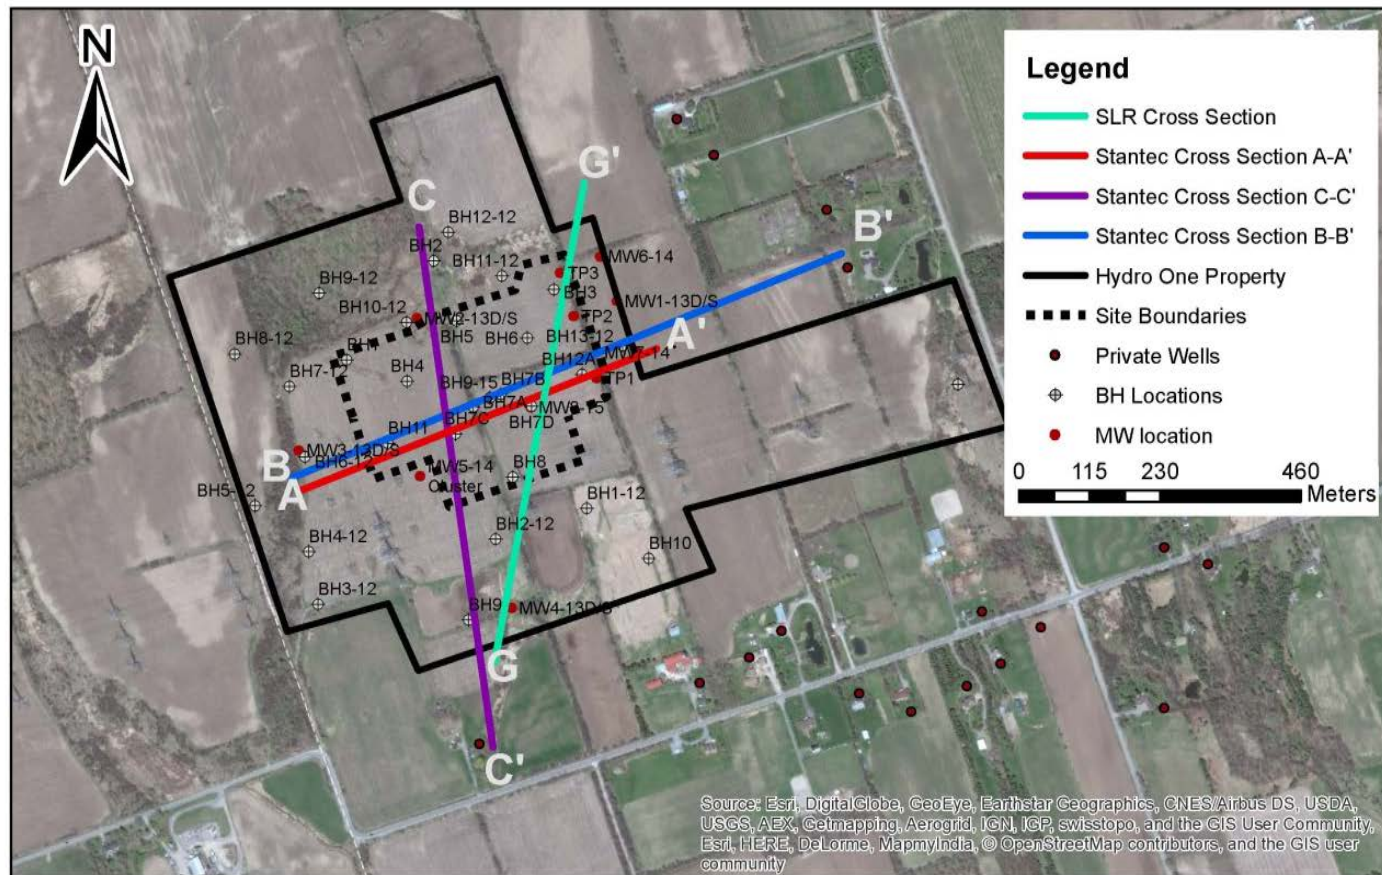 N
Legend
SLR Cross Section
Stantec Cross Section A-A'
Stantec Cross Section C-C'
Stantec Cross Section B-B'
Hydro One Property
Site Boundaries
Private Wells
BH Locations
MW location
0 115 230 460
Meters
G'
C
BH12-12
B'
BH2
BH11-12
MW6-14
TP3
BH9-12
BH3
MW1-13D/S
BH10-12
MW2-13D/S
TP2
A'
BH5
BH6
BH13-12
BH8-12
BH1
BH12A
MW7-14
BH7-12
BH4
BH9-15
BH7B
TP1
BH7A
BH7C
BH7D
BH11
MW3-13D/S
B
A
MW5-14
Cluster
BH8
BH5-12
BH1-12
BH2-12
BH4-12
BH10
BH3-12
BH9
MW4-13D/S
G
C'
Source: Esri, DigitalGlobe, GeoEye, Earthstar Geographics, CNES/Airbus DS, USDA,
USGS, AEX, Getmapping, Aerogrid, IGN, IGP, swisstopo, and the GIS User Community,
Esri, HERE, DeLorme, MapmyIndia, © OpenStreetMap contributors, and the GIS user
community